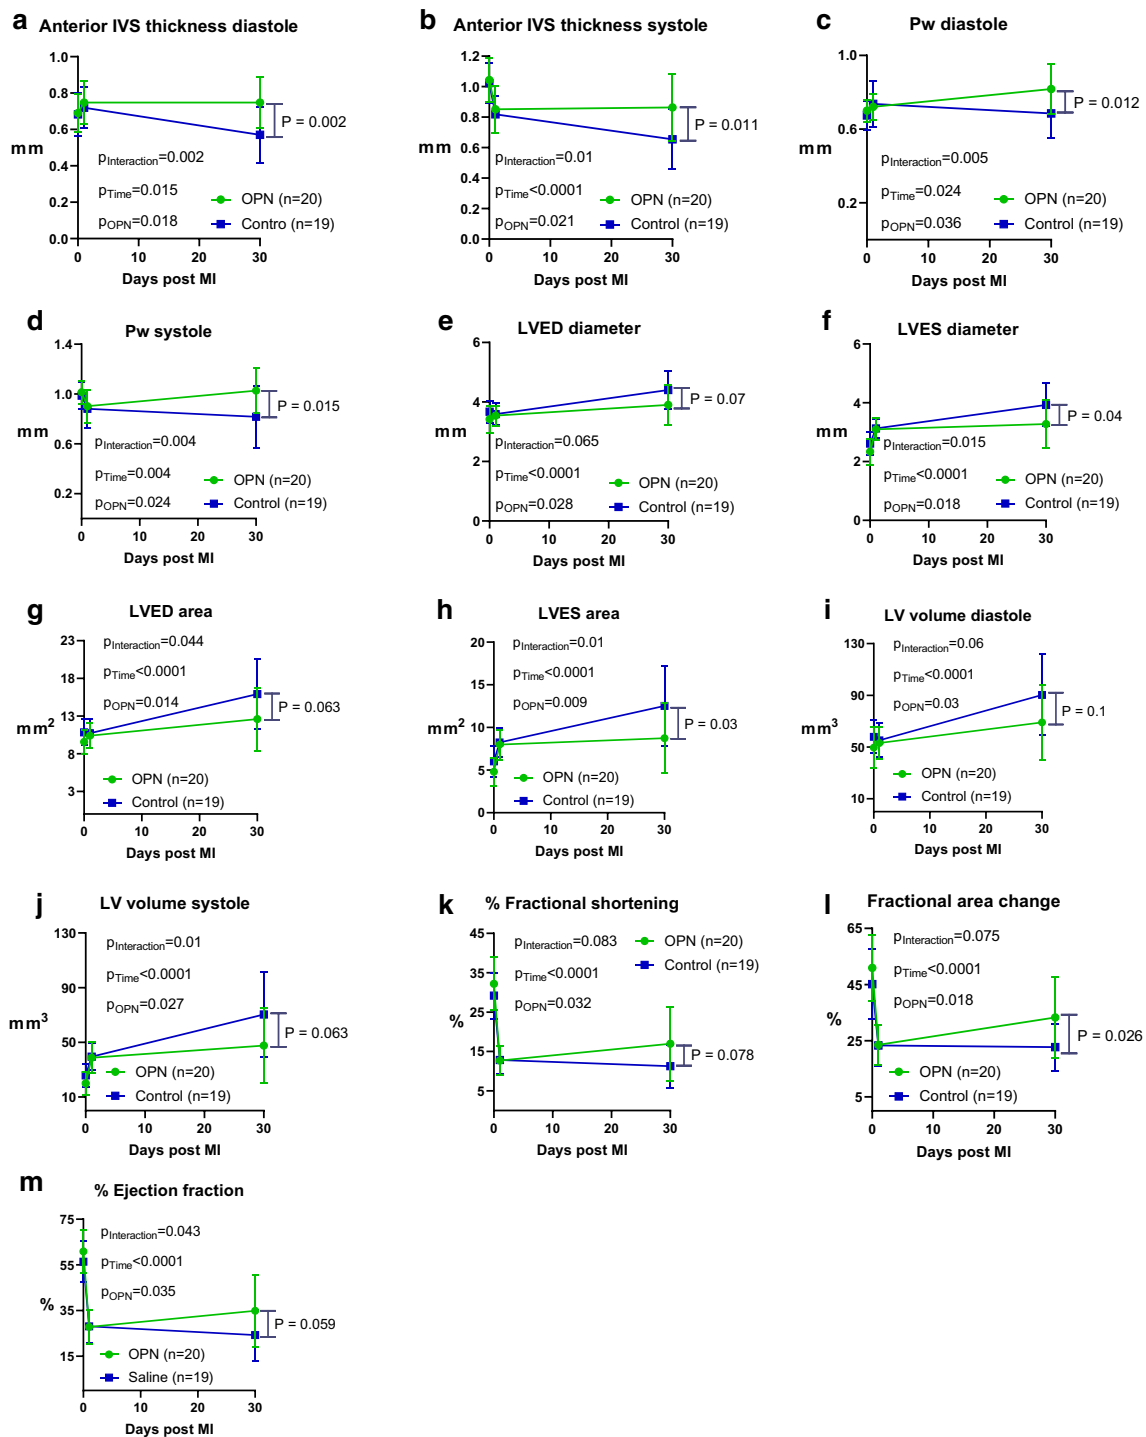 a Anterior IVS thickness diastole
1.0
0.8
0.6
mm
0.4
0.2
0.0
P = 0.002
pInteraction=0.002
pTime=0.015
pOPN=0.018
OPN (n=20)
Contro (n=19)
0 10 20 30
Days post MI
b Anterior IVS thickness systole
1.2
1.0
0.8
mm
0.6
0.4
0.2
0.0
P = 0.011
pInteraction=0.01
pTime<0.0001
pOPN=0.021
OPN (n=20)
Control (n=19)
0 10 20 30
Days post MI
c Pw diastole
1.0
0.6
mm
0.2
P = 0.012
pInteraction=0.005
pTime=0.024
pOPN=0.036
OPN (n=20)
Control (n=19)
0 10 20 30
Days post MI
d Pw systole
1.4
1.0
0.6
mm
0.2
P = 0.015
pInteraction=0.004
pTime=0.004
pOPN=0.024
OPN (n=20)
Control (n=19)
0 10 20 30
Days post MI
e LVED diameter
6
4
mm
2
0
P = 0.07
pInteraction=0.065
pTime<0.0001
pOPN=0.028
OPN (n=20)
Control (n=19)
0 10 20 30
Days post MI
f LVES diameter
6
4
mm
2
0
P = 0.04
pInteraction=0.015
pTime<0.0001
pOPN=0.018
OPN (n=20)
Control (n=19)
0 10 20 30
Days post MI
g LVED area
23
18
13
mm2
8
3
pInteraction=0.044
pTime<0.0001
pOPN=0.014
P = 0.063
OPN (n=20)
Control (n=19)
0 10 20 30
Days post MI
h LVES area
20
15
10
mm2
5
0
pInteraction=0.01
pTime<0.0001
pOPN=0.009
P = 0.03
OPN (n=20)
Control (n=19)
0 10 20 30
Days post MI
i LV volume diastole
130
90
mm3
50
10
pInteraction=0.06
pTime<0.0001
pOPN=0.03
P = 0.1
OPN (n=20)
Control (n=19)
0 10 20 30
Days post MI
j LV volume systole
130
90
mm3
50
10
pInteraction=0.01
pTime<0.0001
pOPN=0.027
P = 0.063
OPN (n=20)
Control (n=19)
0 10 20 30
Days post MI
k % Fractional shortening
45
35
25
%
15
5
pInteraction=0.083
pTime<0.0001
pOPN=0.032
OPN (n=20)
Control (n=19)
P = 0.078
0 10 20 30
Days post MI
l Fractional area change
65
45
%
25
5
pInteraction=0.075
pTime<0.0001
pOPN=0.018
P = 0.026
OPN (n=20)
Control (n=19)
0 10 20 30
Days post MI
m % Ejection fraction
75
55
%
35
15
pInteraction=0.043
pTime<0.0001
pOPN=0.035
P = 0.059
OPN (n=20)
Saline (n=19)
0 10 20 30
Days post MI